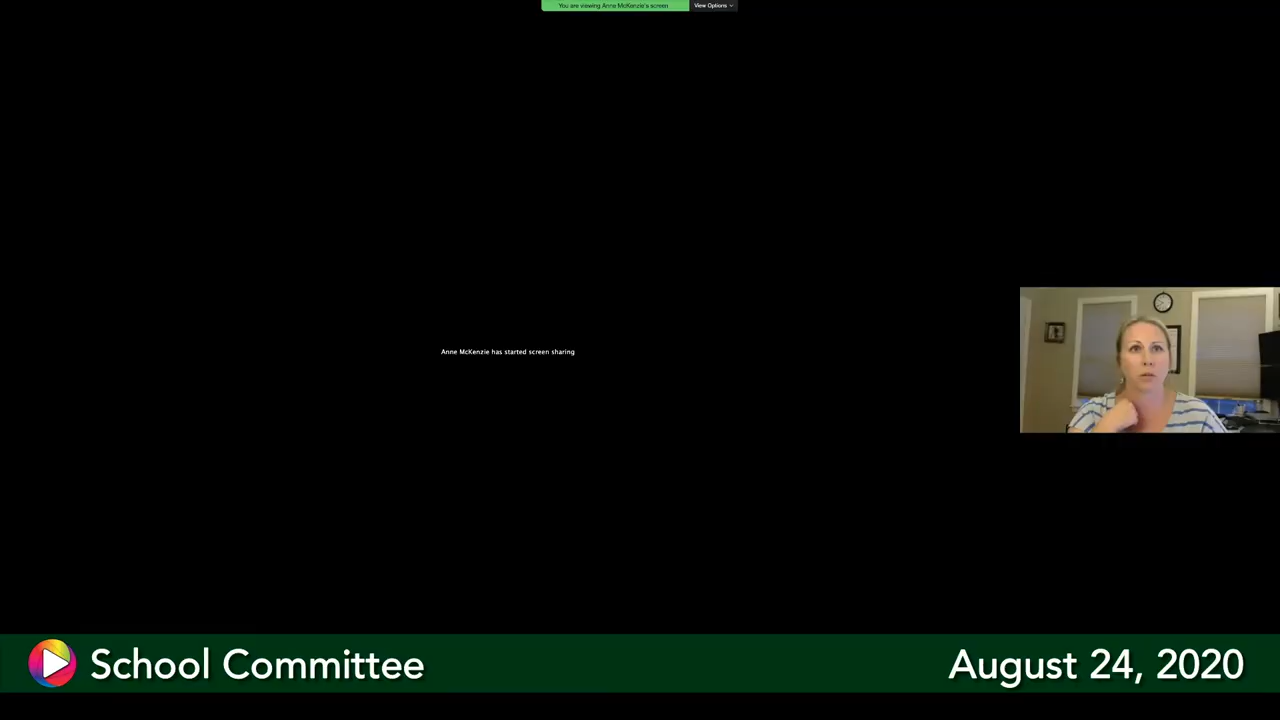 You are viewing Anne McKenzie's screen
View Options
Anne McKenzie has started screen sharing
School Committee
August 24, 2020